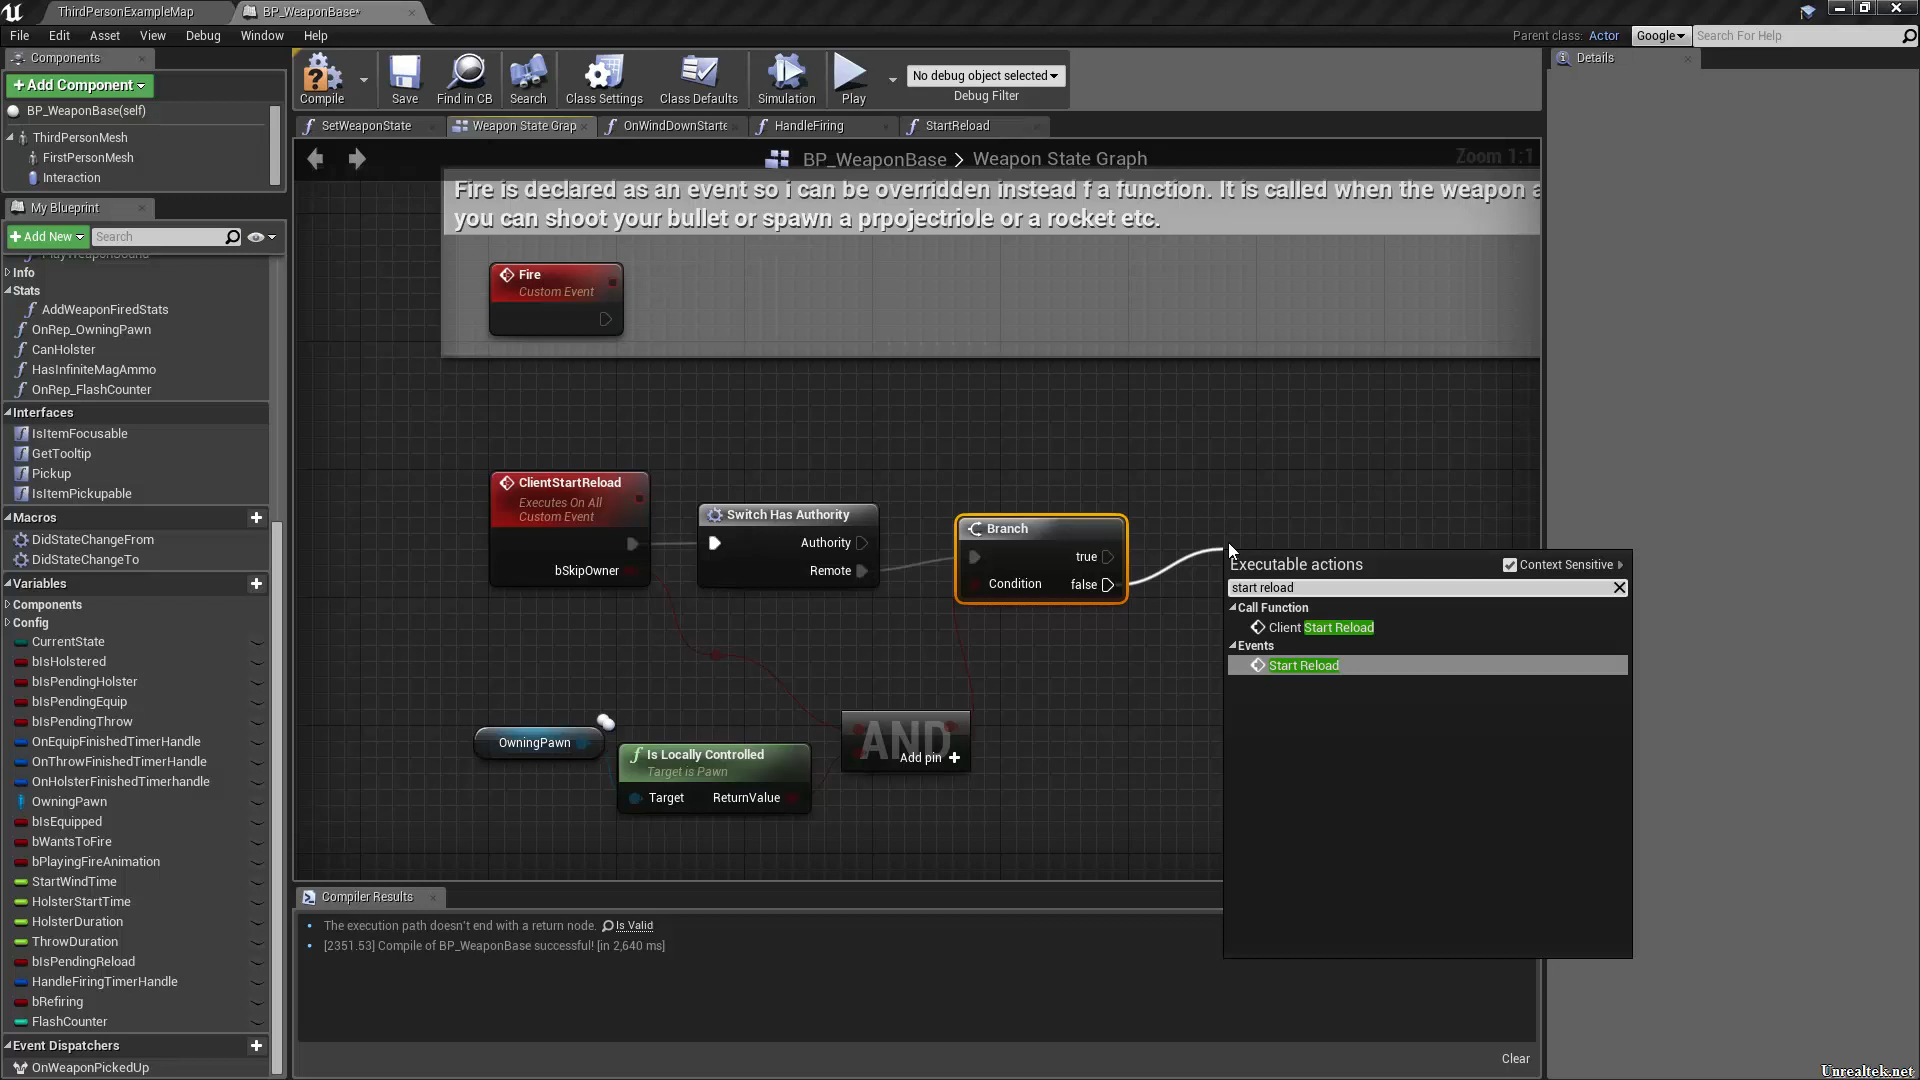 ThirdPersonExampleMap
BP_WeaponBase*
File Edit Asset View Debug Window Help
Parent class: Actor
Google
Search For Help
Components
+Add Component
BP_WeaponBase(self)
ThirdPersonMesh
FirstPersonMesh
Interaction
My Blueprint
+Add New
Search
PlayWeaponSound
Info
Stats
AddWeaponFiredStats
OnRep_OwningPawn
CanHolster
HasInfiniteMagAmmo
OnRep_FlashCounter
Interfaces
IsItemFocusable
GetTooltip
Pickup
IsItemPickupable
Macros
DidStateChangeFrom
DidStateChangeTo
Variables
Components
Config
CurrentState
bIsHolstered
bIsPendingHolster
bIsPendingEquip
bIsPendingThrow
OnEquipFinishedTimerHandle
OnThrowFinishedTimerHandle
OnHolsterFinishedTimerhandle
OwningPawn
bIsEquipped
bWantsToFire
bPlayingFireAnimation
StartWindTime
HolsterStartTime
HolsterDuration
ThrowDuration
bIsPendingReload
HandleFiringTimerHandle
bRefiring
FlashCounter
Event Dispatchers
OnWeaponPickedUp
Compile
Save
Find in CB
Search
Class Settings
Class Defaults
Simulation
Play
No debug object selected
Debug Filter
SetWeaponState
Weapon State Grap
OnWindDownStarte
HandleFiring
StartReload
BP_WeaponBase > Weapon State Graph
Zoom 1:1
Fire is declared as an event so i can be overridden instead f a function. It is called when the weapon a
you can shoot your bullet or spawn a prpojectriole or a rocket etc.
Fire
Custom Event
ClientStartReload
Executes On All
Custom Event
bSkipOwner
Switch Has Authority
Authority
Remote
Branch
true
Condition
false
OwningPawn
Is Locally Controlled
Target is Pawn
Target
ReturnValue
AND
Add pin +
Executable actions
Context Sensitive
start reload
Call Function
Client Start Reload
Events
Start Reload
Compiler Results
The execution path doesn't end with a return node. Is Valid
[2351.53] Compile of BP_WeaponBase successful! [in 2,640 ms]
Clear
Details
Unrealtek.net